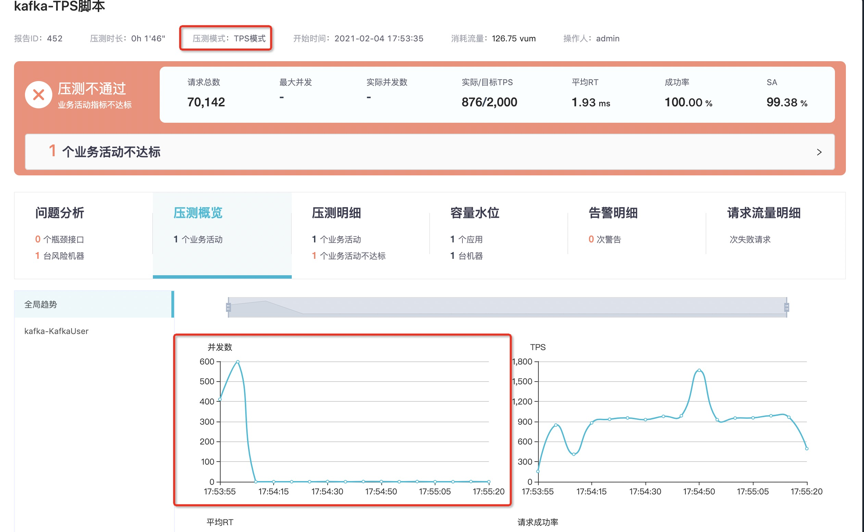 kafka-TPS脚本
报告ID: 452 压测时长: 0h 1'46" 压测模式: TPS模式 开始时间: 2021-02-04 17:53:35 消耗流量: 126.75 vum 操作人: admin
压测不通过
业务活动指标不达标
请求总数 最大并发 实际并发数 实际/目标TPS 平均RT 成功率 SA
70,142 - - 876/2,000 1.93 ms 100.00 % 99.38 %
1 个业务活动不达标 >
问题分析 压测概览 压测明细 容量水位 告警明细 请求流量明细
0 个瓶颈接口 1 个业务活动 1 个业务活动 1 个应用 0 次警告 次失败请求
1 台风险机器 1 个业务活动不达标 1 台机器
全局趋势
kafka-KafkaUser
并发数
600
500
400
300
200
100
0
17:53:55 17:54:15 17:54:30 17:54:50 17:55:05 17:55:20
TPS
1,800
1,500
1,200
900
600
300
0
17:53:55 17:54:15 17:54:30 17:54:50 17:55:05 17:55:20
平均RT 请求成功率